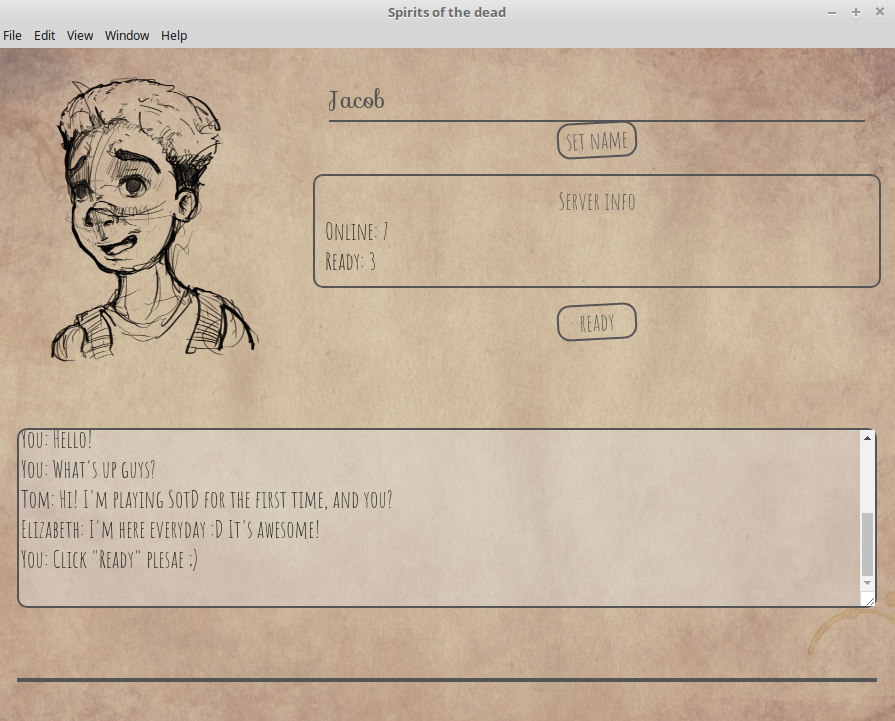 Spirits of the dead
File Edit View Window Help
Jacob
SET NAME
SERVER INFO
ONLINE: 7
READY: 3
READY
YOU: HELLO!
YOU: WHAT'S UP GUYS?
TOM: HI! I'M PLAYING SOTD FOR THE FIRST TIME, AND YOU?
ELIZABETH: I'M HERE EVERYDAY :D IT'S AWESOME!
YOU: CLICK "READY" PLESAE ;)